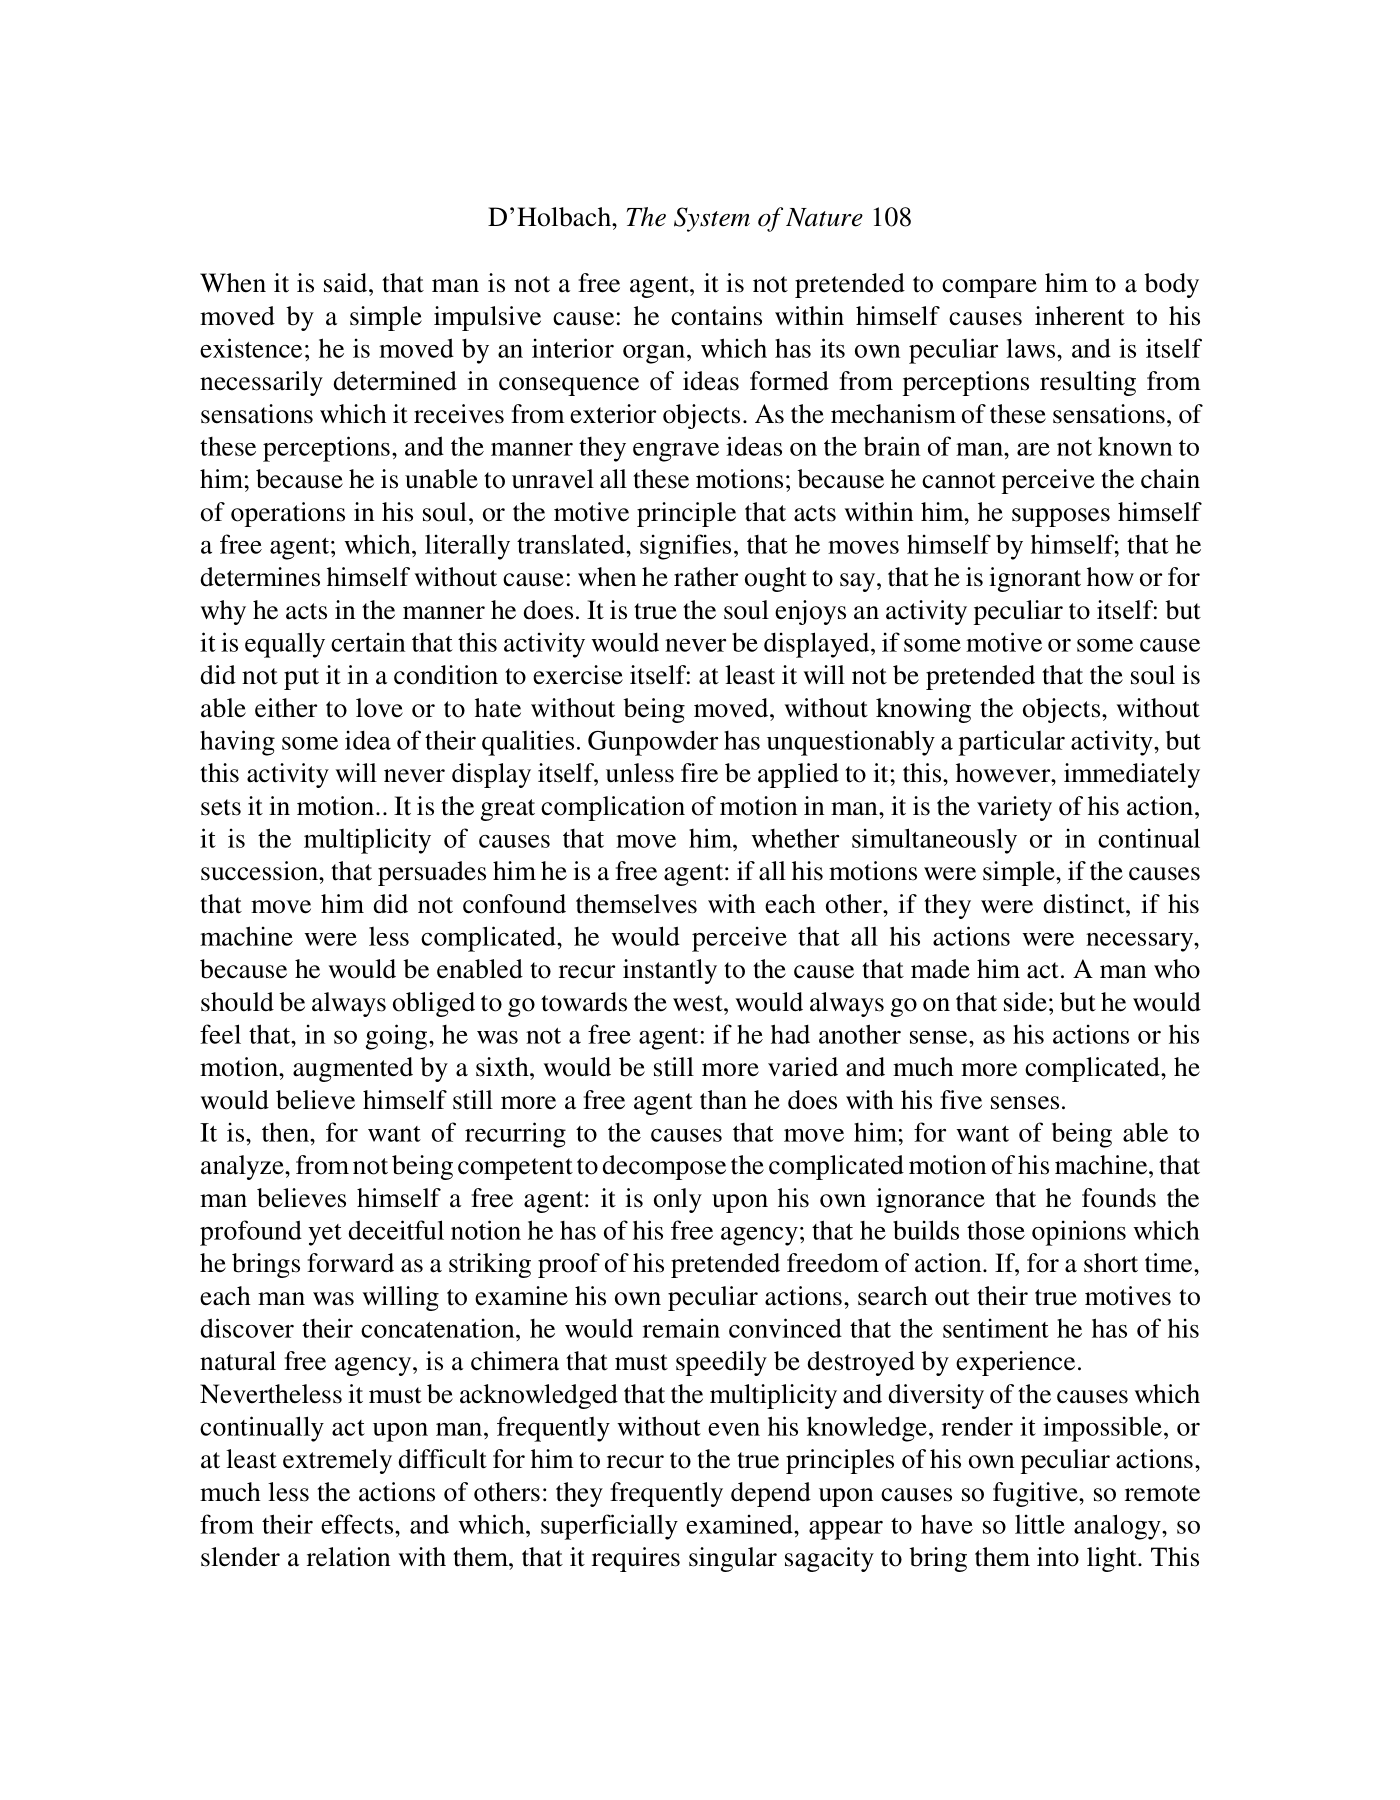 D’Holbach, The System of Nature 108
When it is said, that man is not a free agent, it is not pretended to compare him to a body
moved by a simple impulsive cause: he contains within himself causes inherent to his
existence; he is moved by an interior organ, which has its own peculiar laws, and is itself
necessarily determined in consequence of ideas formed from perceptions resulting from
sensations which it receives from exterior objects. As the mechanism of these sensations, of
these perceptions, and the manner they engrave ideas on the brain of man, are not known to
him; because he is unable to unravel all these motions; because he cannot perceive the chain
of operations in his soul, or the motive principle that acts within him, he supposes himself
a free agent; which, literally translated, signifies, that he moves himself by himself; that he
determines himself without cause: when he rather ought to say, that he is ignorant how or for
why he acts in the manner he does. It is true the soul enjoys an activity peculiar to itself: but
it is equally certain that this activity would never be displayed, if some motive or some cause
did not put it in a condition to exercise itself: at least it will not be pretended that the soul is
able either to love or to hate without being moved, without knowing the objects, without
having some idea of their qualities. Gunpowder has unquestionably a particular activity, but
this activity will never display itself, unless fire be applied to it; this, however, immediately
sets it in motion.. It is the great complication of motion in man, it is the variety of his action,
it is the multiplicity of causes that move him, whether simultaneously or in continual
succession, that persuades him he is a free agent: if all his motions were simple, if the causes
that move him did not confound themselves with each other, if they were distinct, if his
machine were less complicated, he would perceive that all his actions were necessary,
because he would be enabled to recur instantly to the cause that made him act. A man who
should be always obliged to go towards the west, would always go on that side; but he would
feel that, in so going, he was not a free agent: if he had another sense, as his actions or his
motion, augmented by a sixth, would be still more varied and much more complicated, he
would believe himself still more a free agent than he does with his five senses.
It is, then, for want of recurring to the causes that move him; for want of being able to
analyze, from not being competent to decompose the complicated motion of his machine, that
man believes himself a free agent: it is only upon his own ignorance that he founds the
profound yet deceitful notion he has of his free agency; that he builds those opinions which
he brings forward as a striking proof of his pretended freedom of action. If, for a short time,
each man was willing to examine his own peculiar actions, search out their true motives to
discover their concatenation, he would remain convinced that the sentiment he has of his
natural free agency, is a chimera that must speedily be destroyed by experience.
Nevertheless it must be acknowledged that the multiplicity and diversity of the causes which
continually act upon man, frequently without even his knowledge, render it impossible, or
at least extremely difficult for him to recur to the true principles of his own peculiar actions,
much less the actions of others: they frequently depend upon causes so fugitive, so remote
from their effects, and which, superficially examined, appear to have so little analogy, so
slender a relation with them, that it requires singular sagacity to bring them into light. This